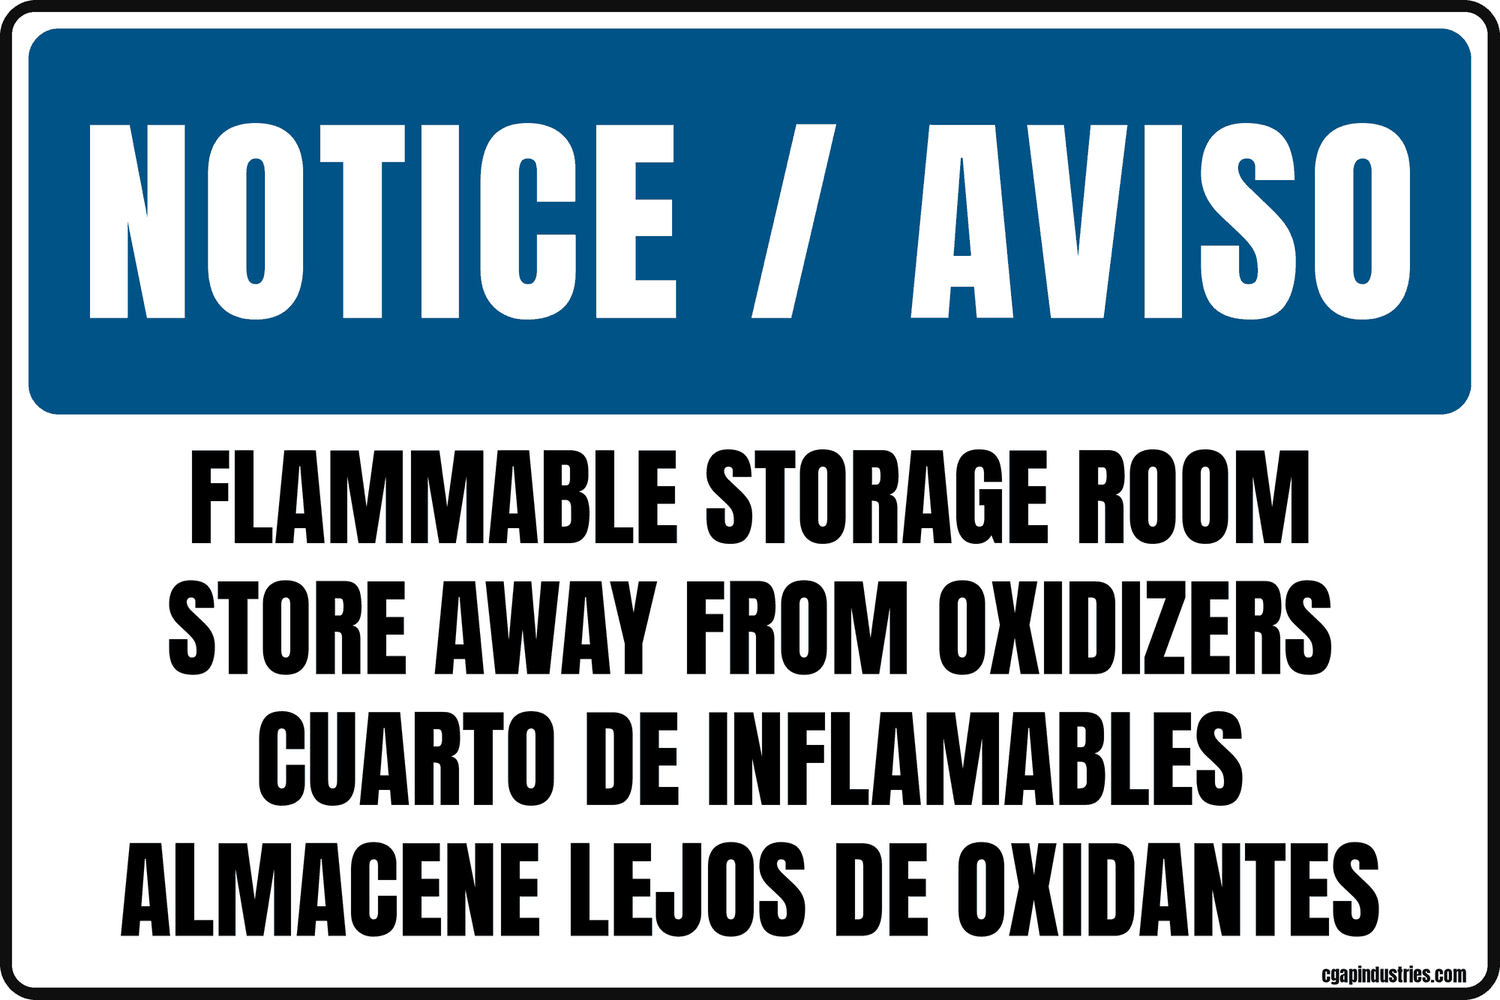 NOTICE / AVISO
FLAMMABLE STORAGE ROOM
STORE AWAY FROM OXIDIZERS
CUARTO DE INFLAMABLES
ALMACENE LEJOS DE OXIDANTES
cgapindustries.com